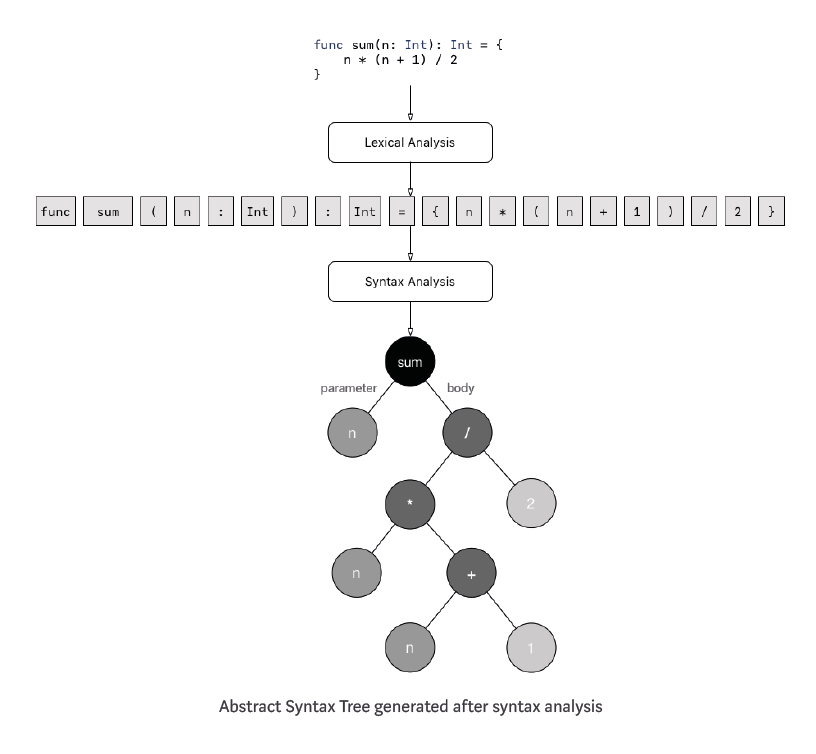 func sum(n: Int): Int = {
n * (n + 1) / 2
}
Lexical Analysis
func sum ( n : Int ) : Int = { n * ( n + 1 ) / 2 }
Syntax Analysis
sum
parameter body
n /
* 2
n +
n 1
Abstract Syntax Tree generated after syntax analysis